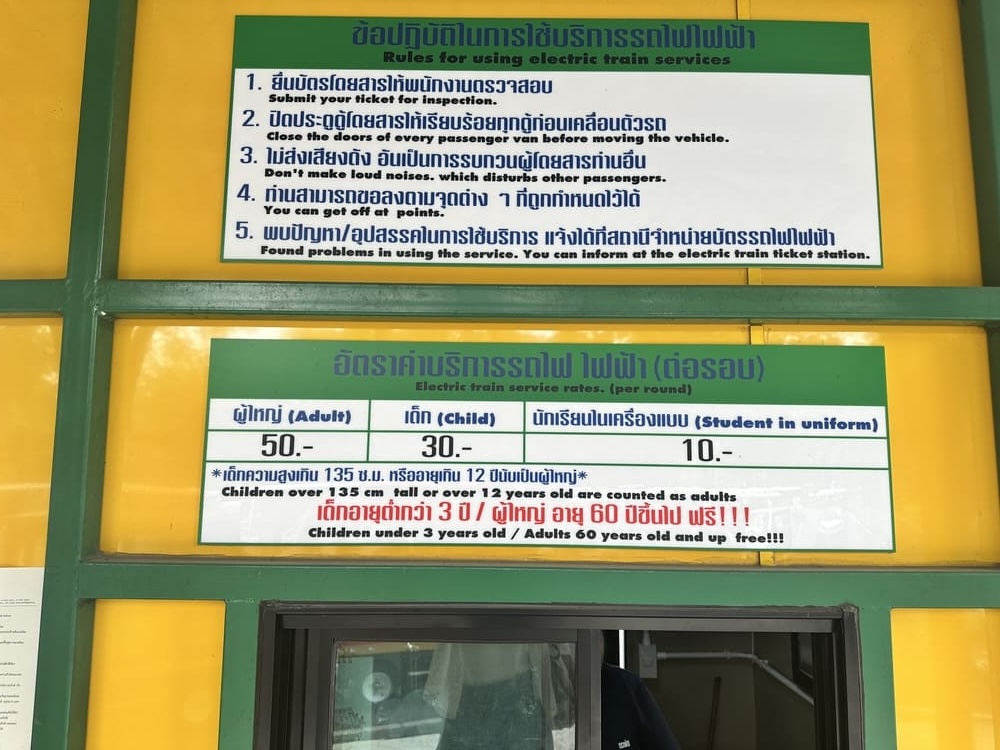 ข้อปฏิบัติในการใช้บริการรถไฟไฟฟ้า
Rules for using electric train services
1. ยื่นบัตรโดยสารให้พนักงานตรวจสอบ
Submit your ticket for inspection.
2. ปิดประตูตู้โดยสารให้เรียบร้อยทุกตู้ก่อนเคลื่อนตัวรถ
Close the doors of every passenger van before moving the vehicle.
3. ไม่ส่งเสียงดัง อันเป็นการรบกวนผู้โดยสารท่านอื่น
Don't make loud noises. which disturbs other passengers.
4. ท่านสามารถขอลงตามจุดต่าง ๆ ที่ถูกกำหนดไว้ได้
You can get off at points.
5. พบปัญหา/อุปสรรคในการใช้บริการ แจ้งได้ที่สถานีจำหน่ายบัตรรถไฟไฟฟ้า
Found problems in using the service. You can inform at the electric train ticket station.
อัตราค่าบริการรถไฟ ไฟฟ้า (ต่อรอบ)
Electric train service rates. (per round)
ผู้ใหญ่ (Adult) เด็ก (Child) นักเรียนในเครื่องแบบ (Student in uniform)
50.- 30.- 10.-
*เด็กความสูงเกิน 135 ซ.ม. หรืออายุเกิน 12 ปีนับเป็นผู้ใหญ่*
Children over 135 cm tall or over 12 years old are counted as adults
เด็กอายุต่ำกว่า 3 ปี / ผู้ใหญ่ อายุ 60 ปีขึ้นไป ฟรี!!!
Children under 3 years old / Adults 60 years old and up free!!!